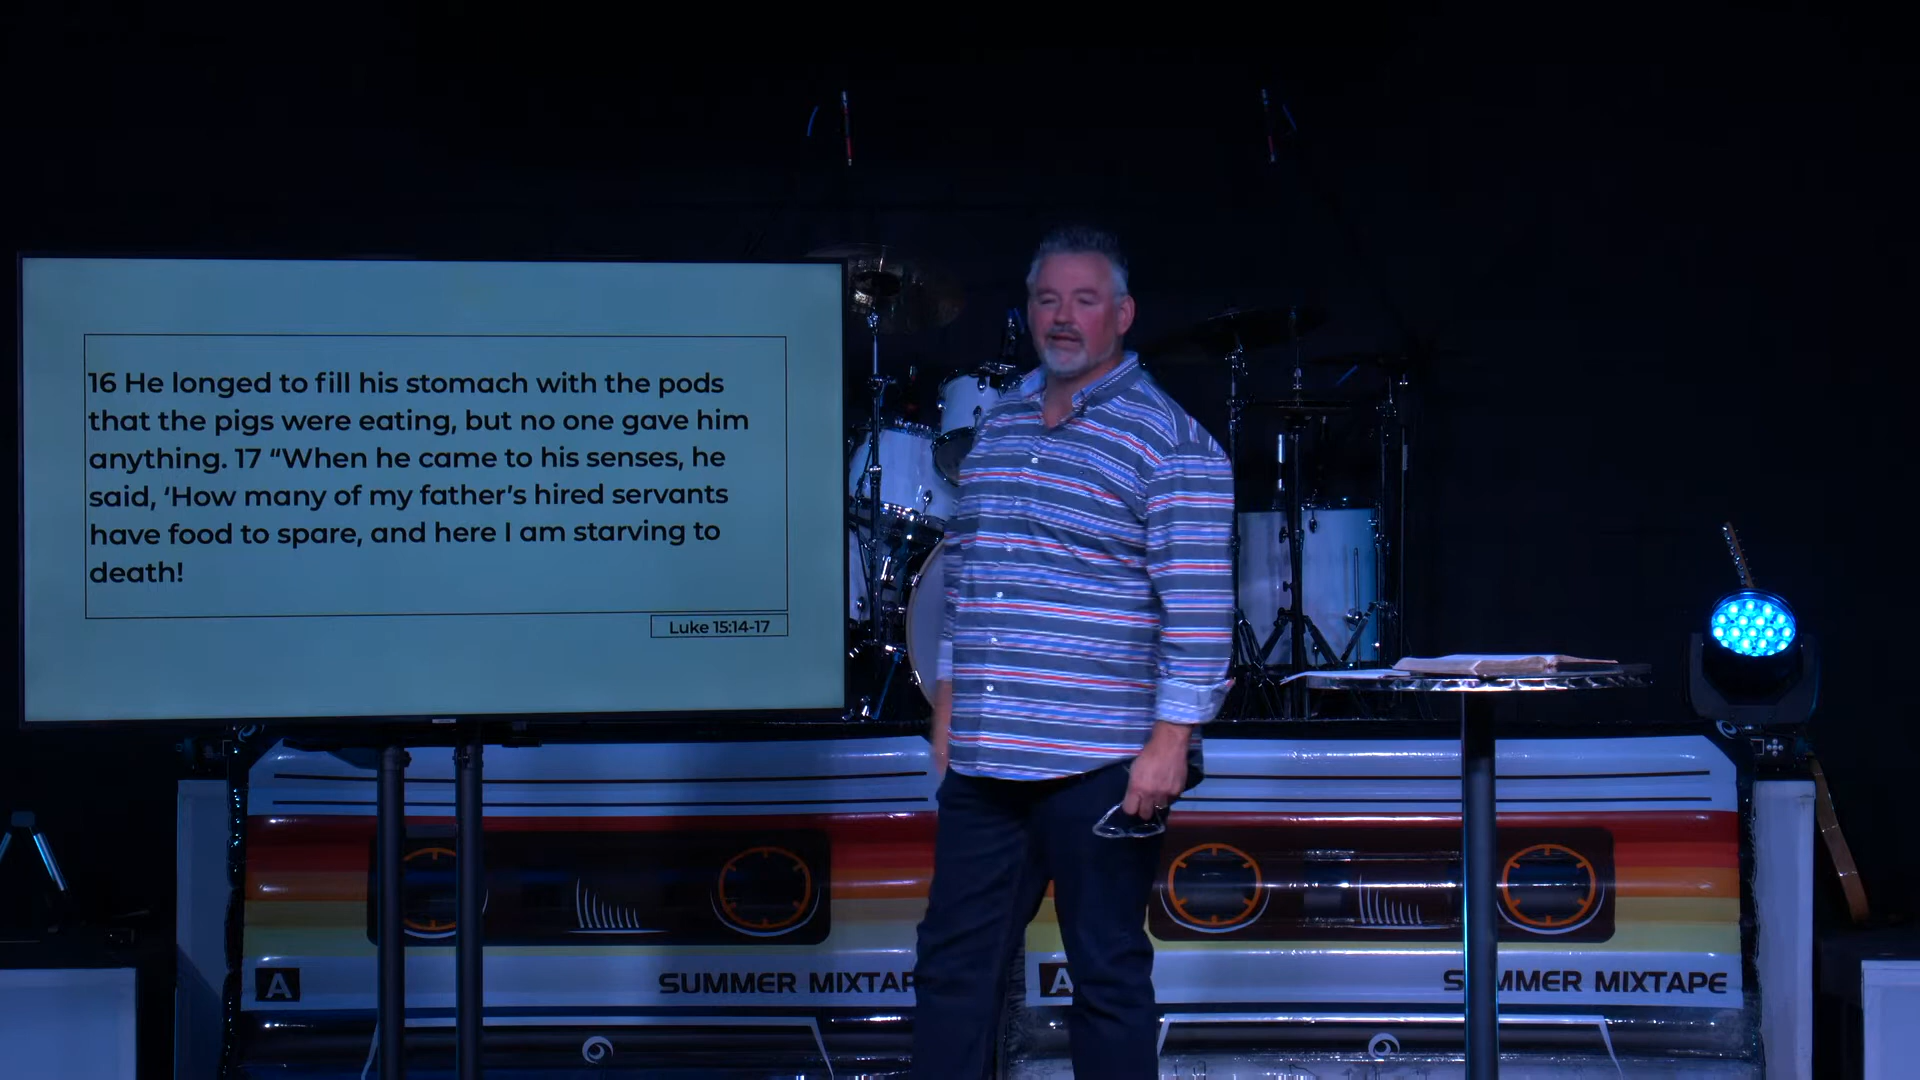 16 He longed to fill his stomach with the pods
that the pigs were eating, but no one gave him
anything. 17 “When he came to his senses, he
said, ‘How many of my father’s hired servants
have food to spare, and here I am starving to
death!
Luke 15:14-17
A
SUMMER MIXTAP
A
SUMMER MIXTAPE